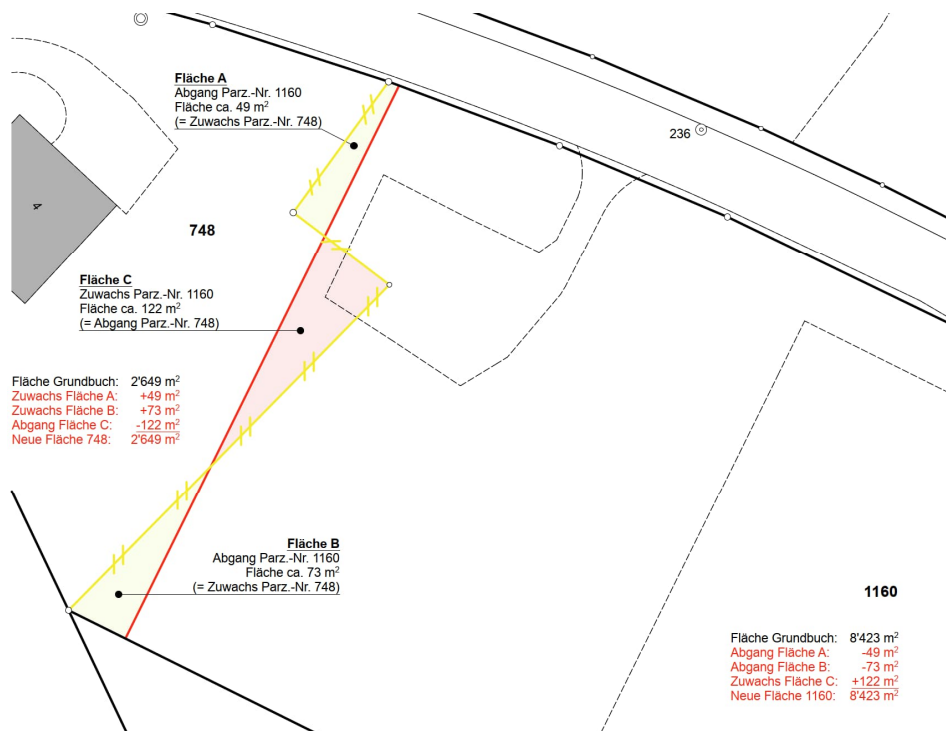 Fläche A
Abgang Parz.-Nr. 1160
Fläche ca. 49 m²
(= Zuwachs Parz.-Nr. 748)
236
4
748
Fläche C
Zuwachs Parz.-Nr. 1160
Fläche ca. 122 m²
(= Abgang Parz.-Nr. 748)
Fläche Grundbuch: 2'649 m²
Zuwachs Fläche A: +49 m²
Zuwachs Fläche B: +73 m²
Abgang Fläche C: -122 m²
Neue Fläche 748: 2'649 m²
Fläche B
Abgang Parz.-Nr. 1160
Fläche ca. 73 m²
(= Zuwachs Parz.-Nr. 748)
1160
Fläche Grundbuch: 8'423 m²
Abgang Fläche A: -49 m²
Abgang Fläche B: -73 m²
Zuwachs Fläche C: +122 m²
Neue Fläche 1160: 8'423 m²